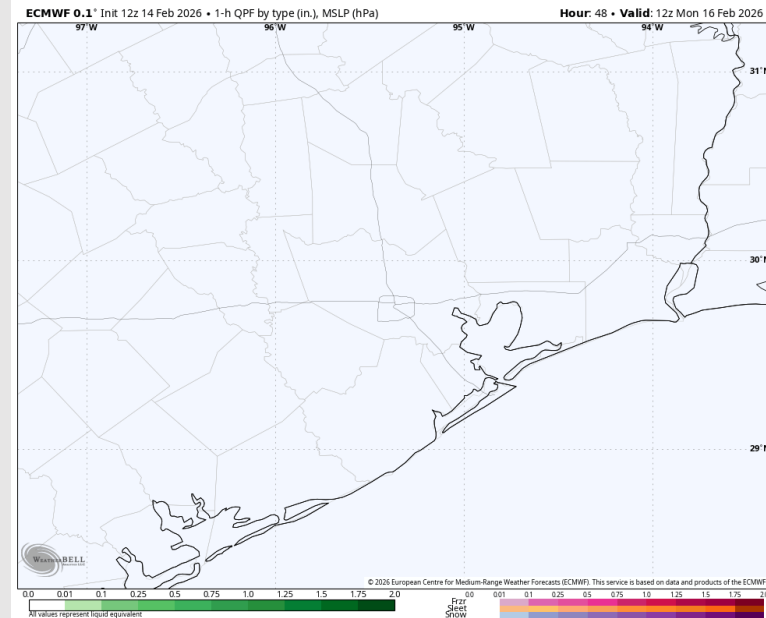 ECMWF 0.1° Init 12z 14 Feb 2026 • 1-h QPF by type (in.), MSLP (hPa)
Hour: 48 • Valid: 12z Mon 16 Feb 2026
97°W 96°W 95°W 94°W
31°N
30°N
29°N
WeatherBELL
© 2026 European Centre for Medium-Range Weather Forecasts (ECMWF). This service is based on data and products of the ECMWF
0.0 0.01 0.1 0.25 0.5 0.75 1.0 1.25 1.5 1.75 2.0
0.0 0.01 0.1 0.25 0.5 0.75 1.0 1.25 1.5 1.75 2.0
Frzr
Sleet
Snow
All values represent liquid equivalent